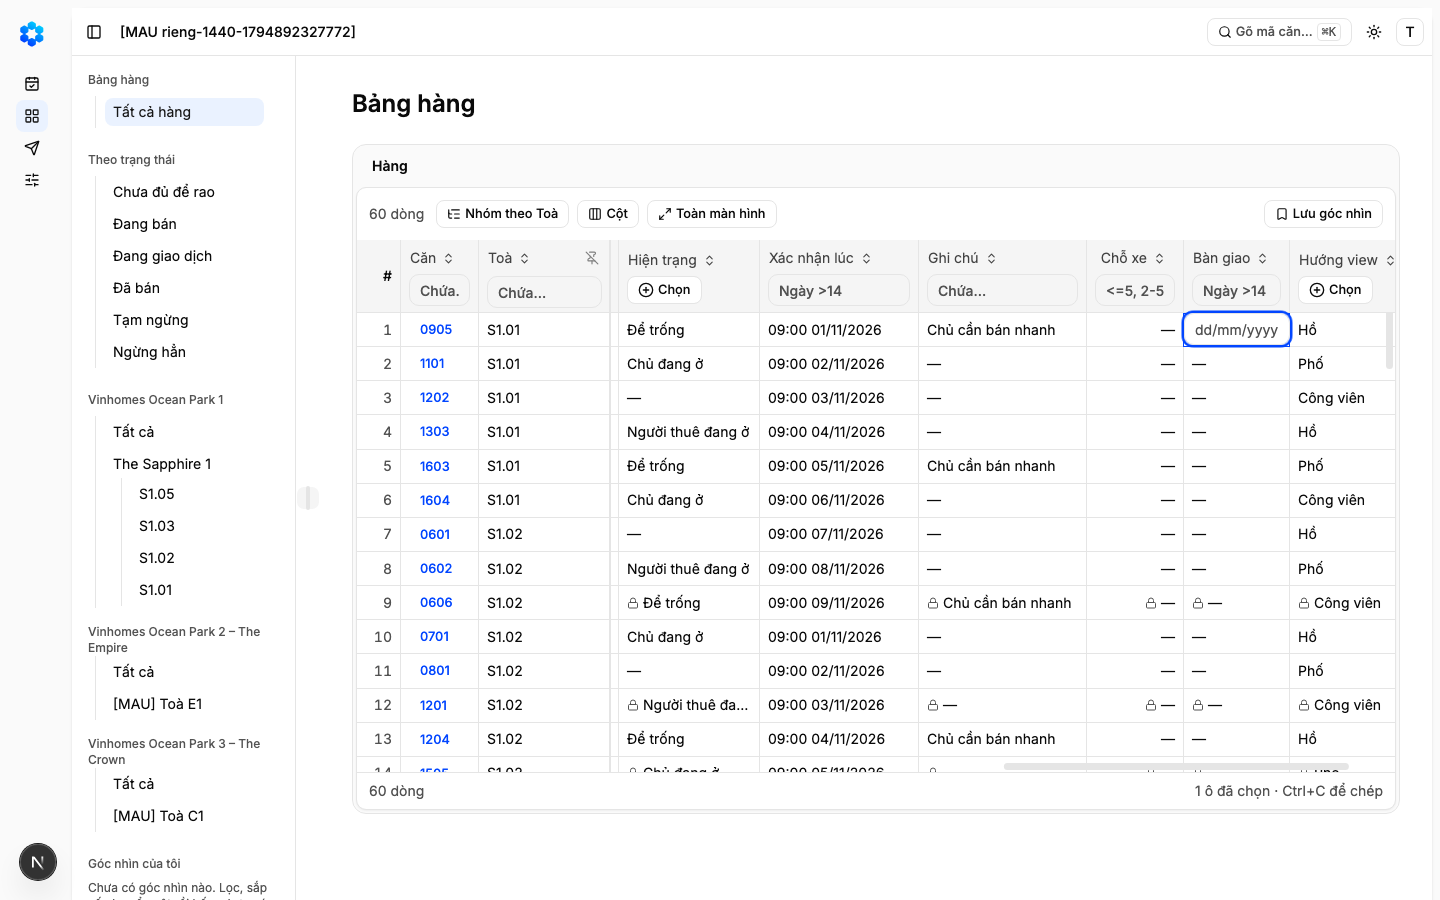 [MAU rieng-1440-1794892327772]
Gõ mã căn... ⌘K
T
Bảng hàng
Tất cả hàng
Theo trạng thái
Chưa đủ để rao
Đang bán
Đang giao dịch
Đã bán
Tạm ngừng
Ngừng hẳn
Vinhomes Ocean Park 1
Tất cả
The Sapphire 1
S1.05
S1.03
S1.02
S1.01
Vinhomes Ocean Park 2 – The
Empire
Tất cả
[MAU] Toà E1
Vinhomes Ocean Park 3 – The
Crown
Tất cả
[MAU] Toà C1
Góc nhìn của tôi
Chưa có góc nhìn nào. Lọc, sắp
N
Bảng hàng
Hàng
60 dòng Nhóm theo Toà Cột Toàn màn hình Lưu góc nhìn
# Căn Toà Hiện trạng Xác nhận lúc Ghi chú Chỗ xe Bàn giao Hướng view
Chứa. Chứa... Chọn Ngày >14 Chứa... <=5, 2-5 Ngày >14 Chọn
1 0905 S1.01 Để trống 09:00 01/11/2026 Chủ cần bán nhanh — dd/mm/yyyy Hồ
2 1101 S1.01 Chủ đang ở 09:00 02/11/2026 — — — Phố
3 1202 S1.01 — 09:00 03/11/2026 — — — Công viên
4 1303 S1.01 Người thuê đang ở 09:00 04/11/2026 — — — Hồ
5 1603 S1.01 Để trống 09:00 05/11/2026 Chủ cần bán nhanh — — Phố
6 1604 S1.01 Chủ đang ở 09:00 06/11/2026 — — — Công viên
7 0601 S1.02 — 09:00 07/11/2026 — — — Hồ
8 0602 S1.02 Người thuê đang ở 09:00 08/11/2026 — — — Phố
9 0606 S1.02 Để trống 09:00 09/11/2026 Chủ cần bán nhanh — — Công viên
10 0701 S1.02 Chủ đang ở 09:00 01/11/2026 — — — Hồ
11 0801 S1.02 — 09:00 02/11/2026 — — — Phố
12 1201 S1.02 Người thuê đa... 09:00 03/11/2026 — — — Công viên
13 1204 S1.02 Để trống 09:00 04/11/2026 Chủ cần bán nhanh — — Hồ
14 1505 S1.02 Chủ đang ở 09:00 05/11/2026
60 dòng 1 ô đã chọn · Ctrl+C để chép